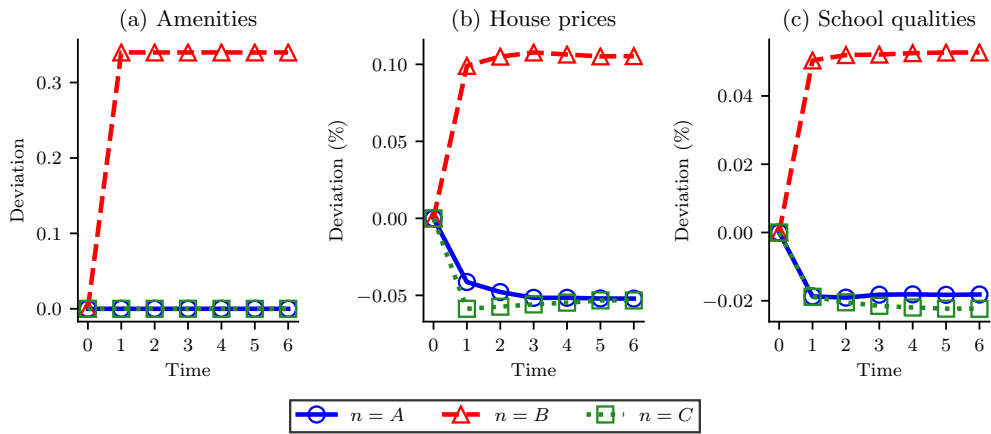 (a) Amenities
(b) House prices
(c) School qualities
Deviation
0.3
0.2
0.1
0.0
0 1 2 3 4 5 6
Time
Deviation (%)
0.10
0.05
0.00
−0.05
0 1 2 3 4 5 6
Time
Deviation (%)
0.04
0.02
0.00
−0.02
0 1 2 3 4 5 6
Time
n = A n = B n = C